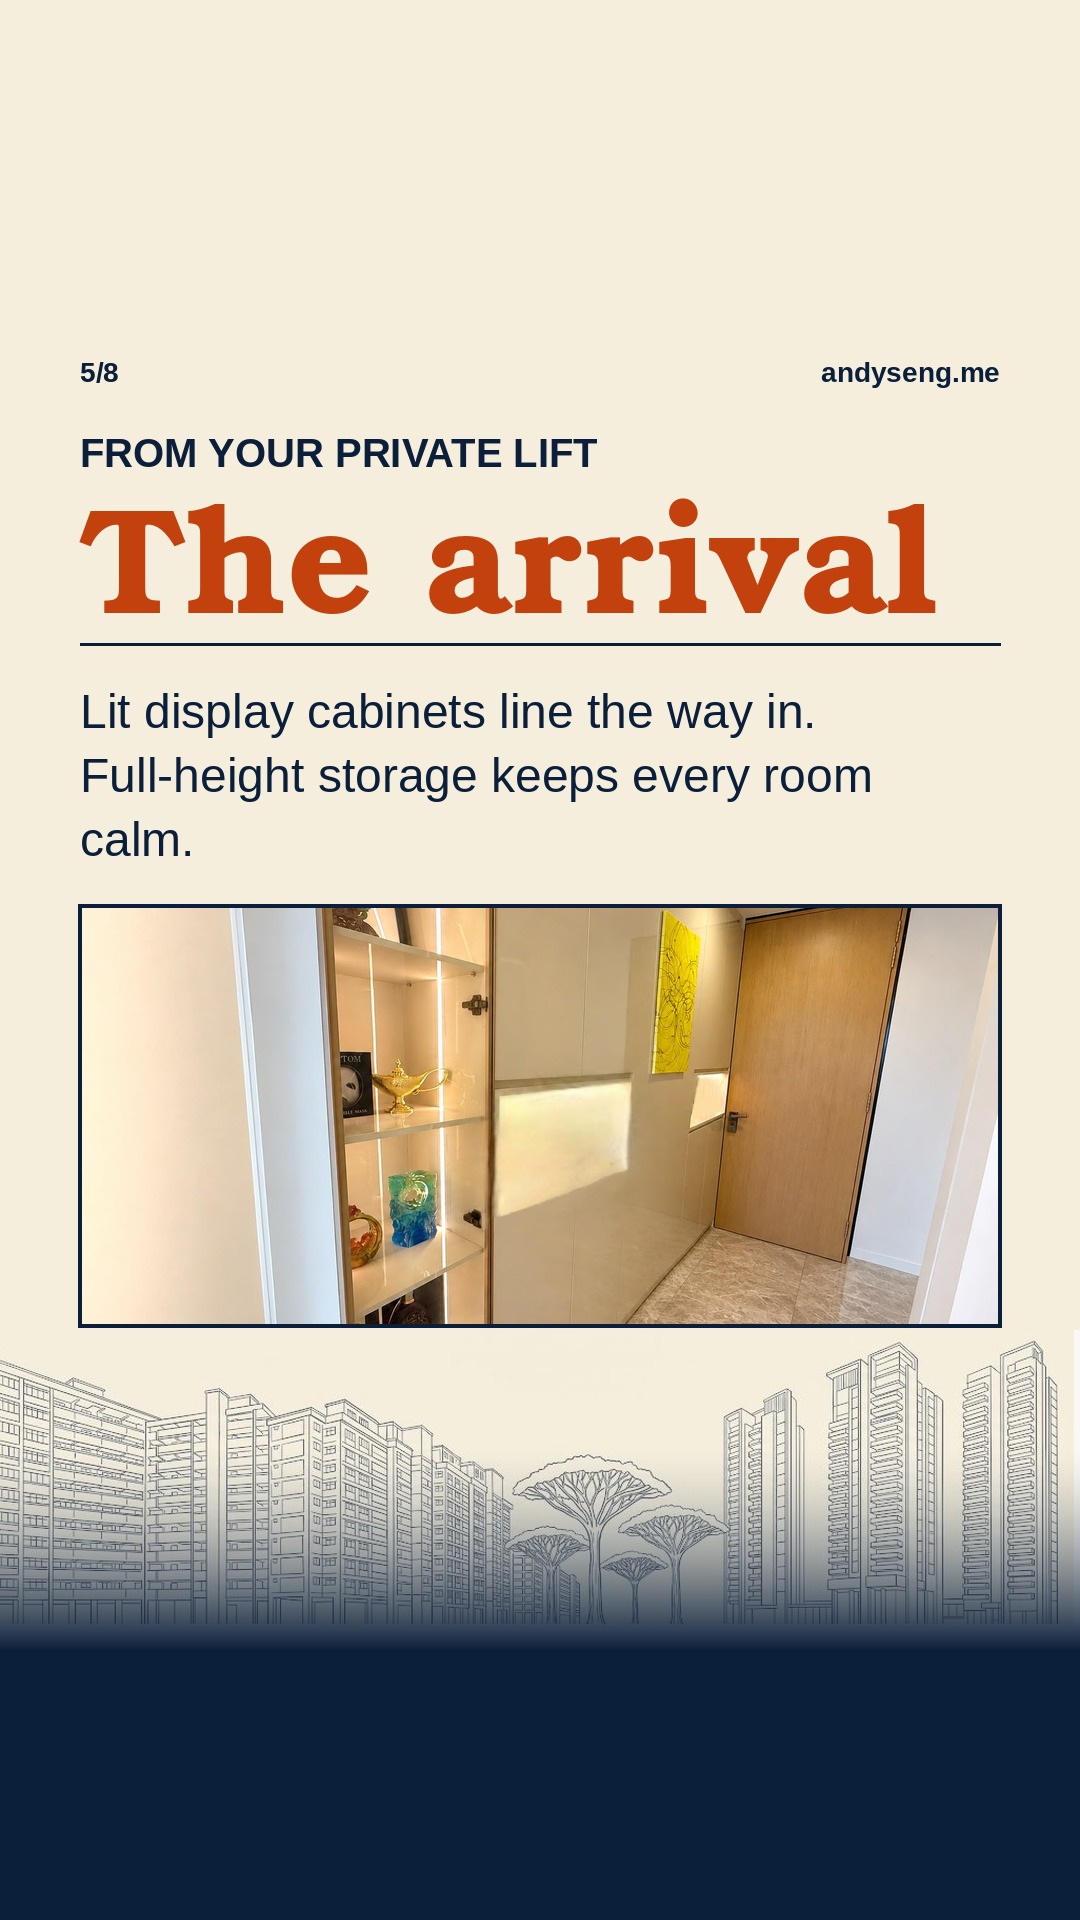 5/8
andyseng.me
FROM YOUR PRIVATE LIFT
The arrival
Lit display cabinets line the way in.
Full-height storage keeps every room
calm.
TOM